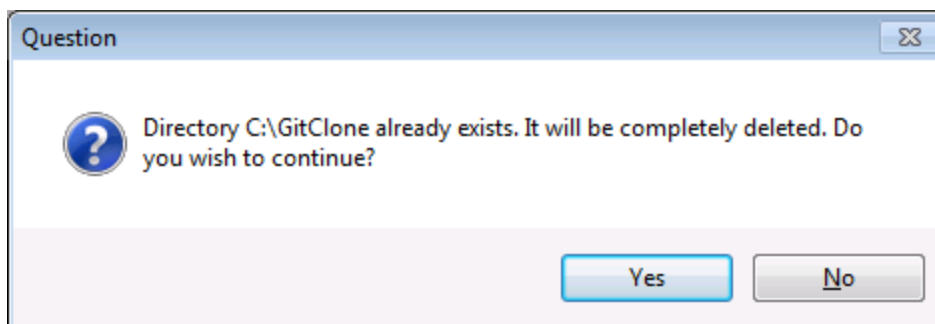 Question
Directory C:\GitClone already exists. It will be completely deleted. Do
you wish to continue?
Yes
No